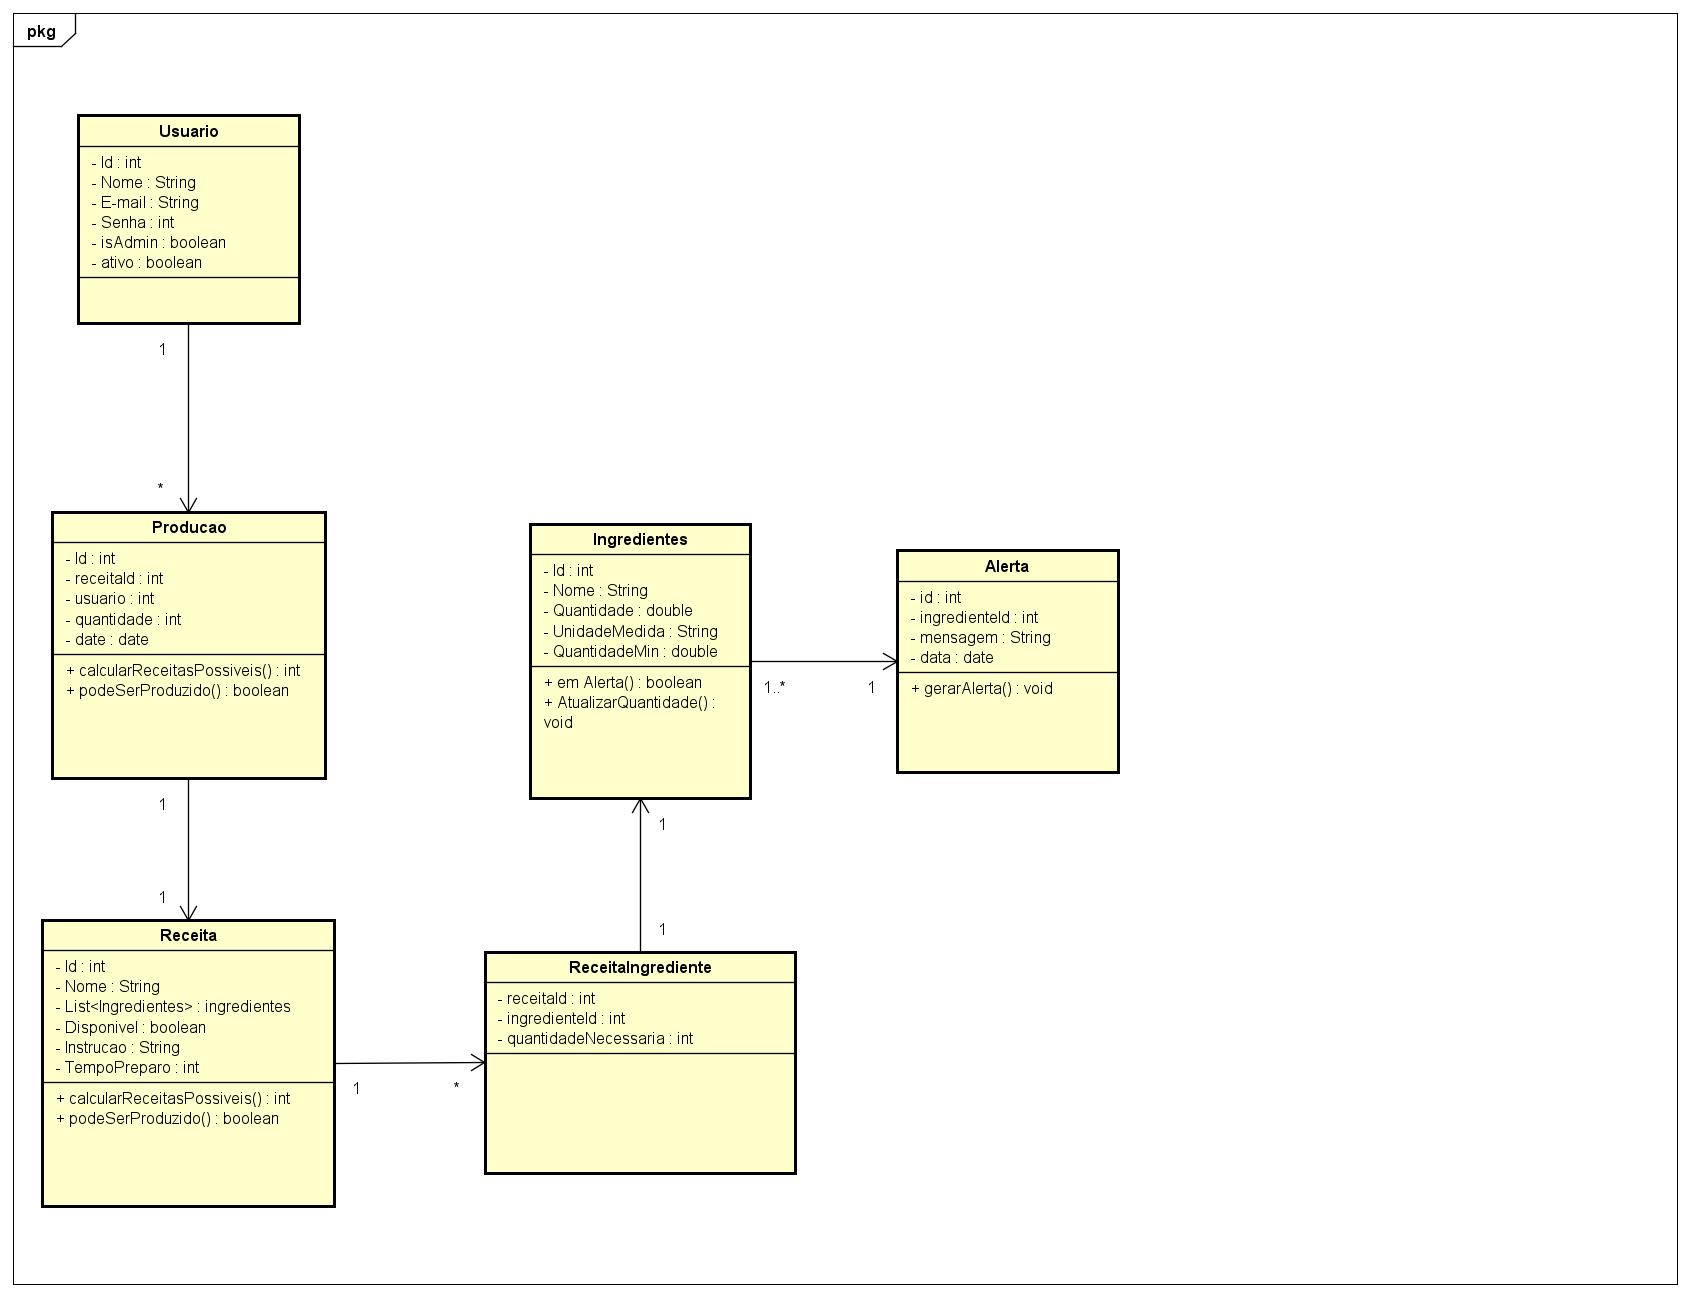 pkg
Usuario
- Id : int
- Nome : String
- E-mail : String
- Senha : int
- isAdmin : boolean
- ativo : boolean
1
*
Producao
- Id : int
- receitaId : int
- usuario : int
- quantidade : int
- date : date
+ calcularReceitasPossiveis() : int
+ podeSerProduzido() : boolean
1
1
Receita
- Id : int
- Nome : String
- List<Ingredientes> : ingredientes
- Disponivel : boolean
- Instrucao : String
- TempoPreparo : int
+ calcularReceitasPossiveis() : int
+ podeSerProduzido() : boolean
1
*
ReceitaIngrediente
- receitaId : int
- ingredienteId : int
- quantidadeNecessaria : int
1
1
Ingredientes
- Id : int
- Nome : String
- Quantidade : double
- UnidadeMedida : String
- QuantidadeMin : double
+ em Alerta() : boolean
+ AtualizarQuantidade() :
void
1..*
1
Alerta
- id : int
- ingredienteId : int
- mensagem : String
- data : date
+ gerarAlerta() : void